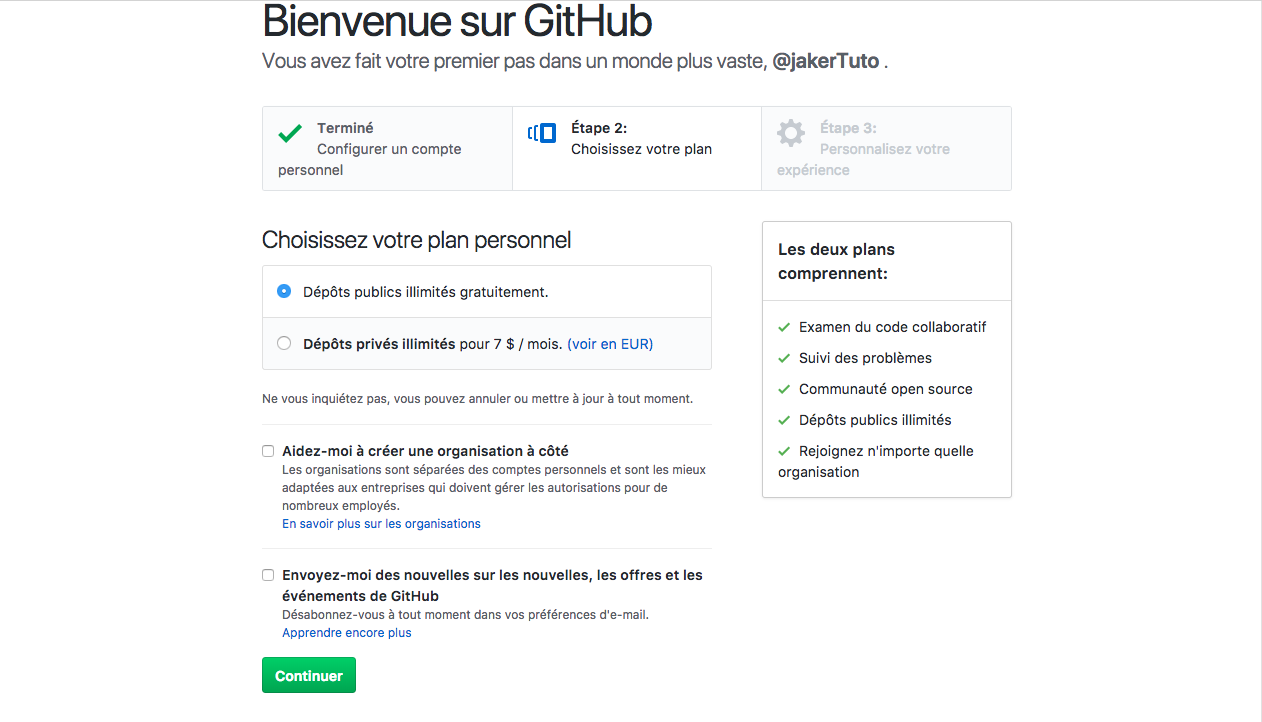 Bienvenue sur GitHub
Vous avez fait votre premier pas dans un monde plus vaste, @jakerTuto .
Terminé
Configurer un compte
personnel
Étape 2:
Choisissez votre plan
Étape 3:
Personnalisez votre
expérience
Choisissez votre plan personnel
Dépôts publics illimités gratuitement.
Dépôts privés illimités pour 7 $ / mois. (voir en EUR)
Ne vous inquiétez pas, vous pouvez annuler ou mettre à jour à tout moment.
Aidez-moi à créer une organisation à côté
Les organisations sont séparées des comptes personnels et sont les mieux
adaptées aux entreprises qui doivent gérer les autorisations pour de
nombreux employés.
En savoir plus sur les organisations
Envoyez-moi des nouvelles sur les nouvelles, les offres et les
événements de GitHub
Désabonnez-vous à tout moment dans vos préférences d'e-mail.
Apprendre encore plus
Continuer
Les deux plans
comprennent:
Examen du code collaboratif
Suivi des problèmes
Communauté open source
Dépôts publics illimités
Rejoignez n'importe quelle
organisation